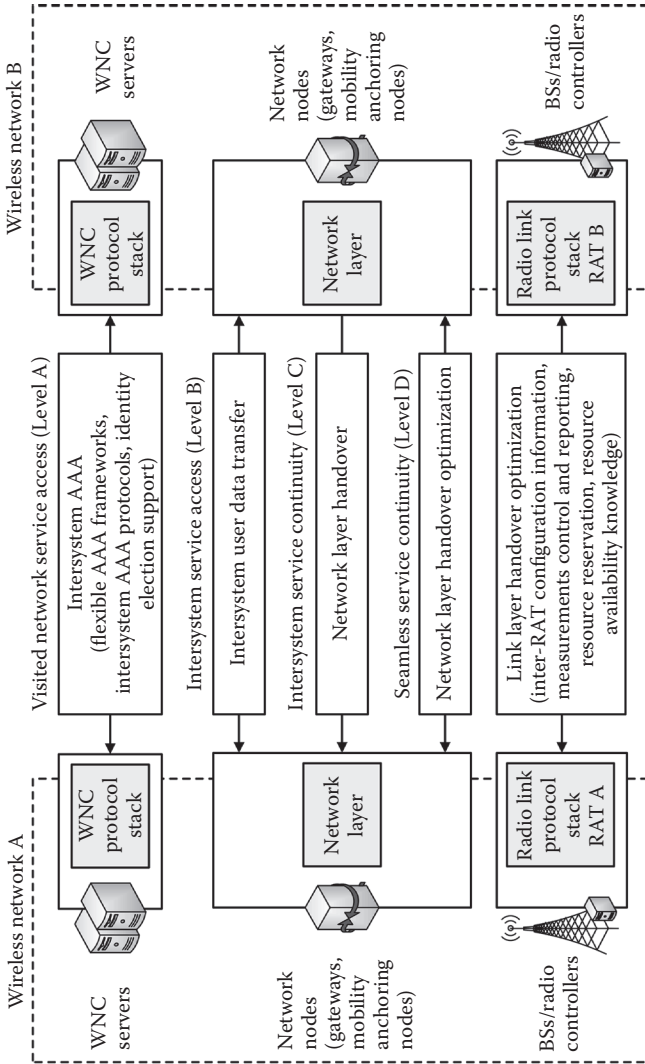 Wireless network A
WNC
servers
WNC
protocol
stack
Network
nodes
(gateways,
mobility
anchoring
nodes)
Network
layer
BSs/radio
controllers
Radio link
protocol
stack
RAT A
Visited network service access (Level A)
Intersystem AAA
(flexible AAA frameworks,
intersystem AAA protocols, identity
election support)
Intersystem service access (Level B)
Intersystem user data transfer
Intersystem service continuity (Level C)
Network layer handover
Seamless service continuity (Level D)
Network layer handover optimization
Link layer handover optimization
(inter-RAT configuration information,
measurements control and reporting,
resource reservation, resource
availability knowledge)
Wireless network B
WNC
protocol
stack
WNC
servers
Network
layer
Network
nodes
(gateways,
mobility
anchoring
nodes)
Radio link
protocol
stack
RAT B
BSs/radio
controllers